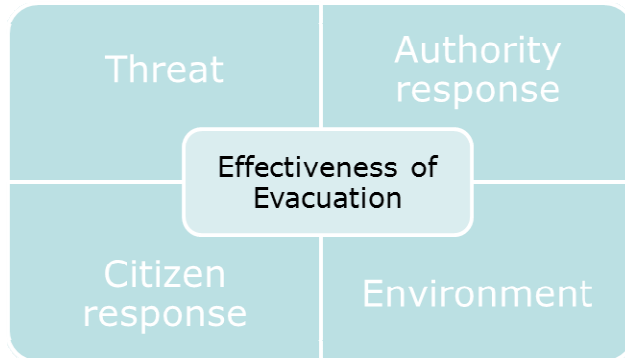 Threat
Authority
response
Effectiveness of
Evacuation
Citizen
response
Environment